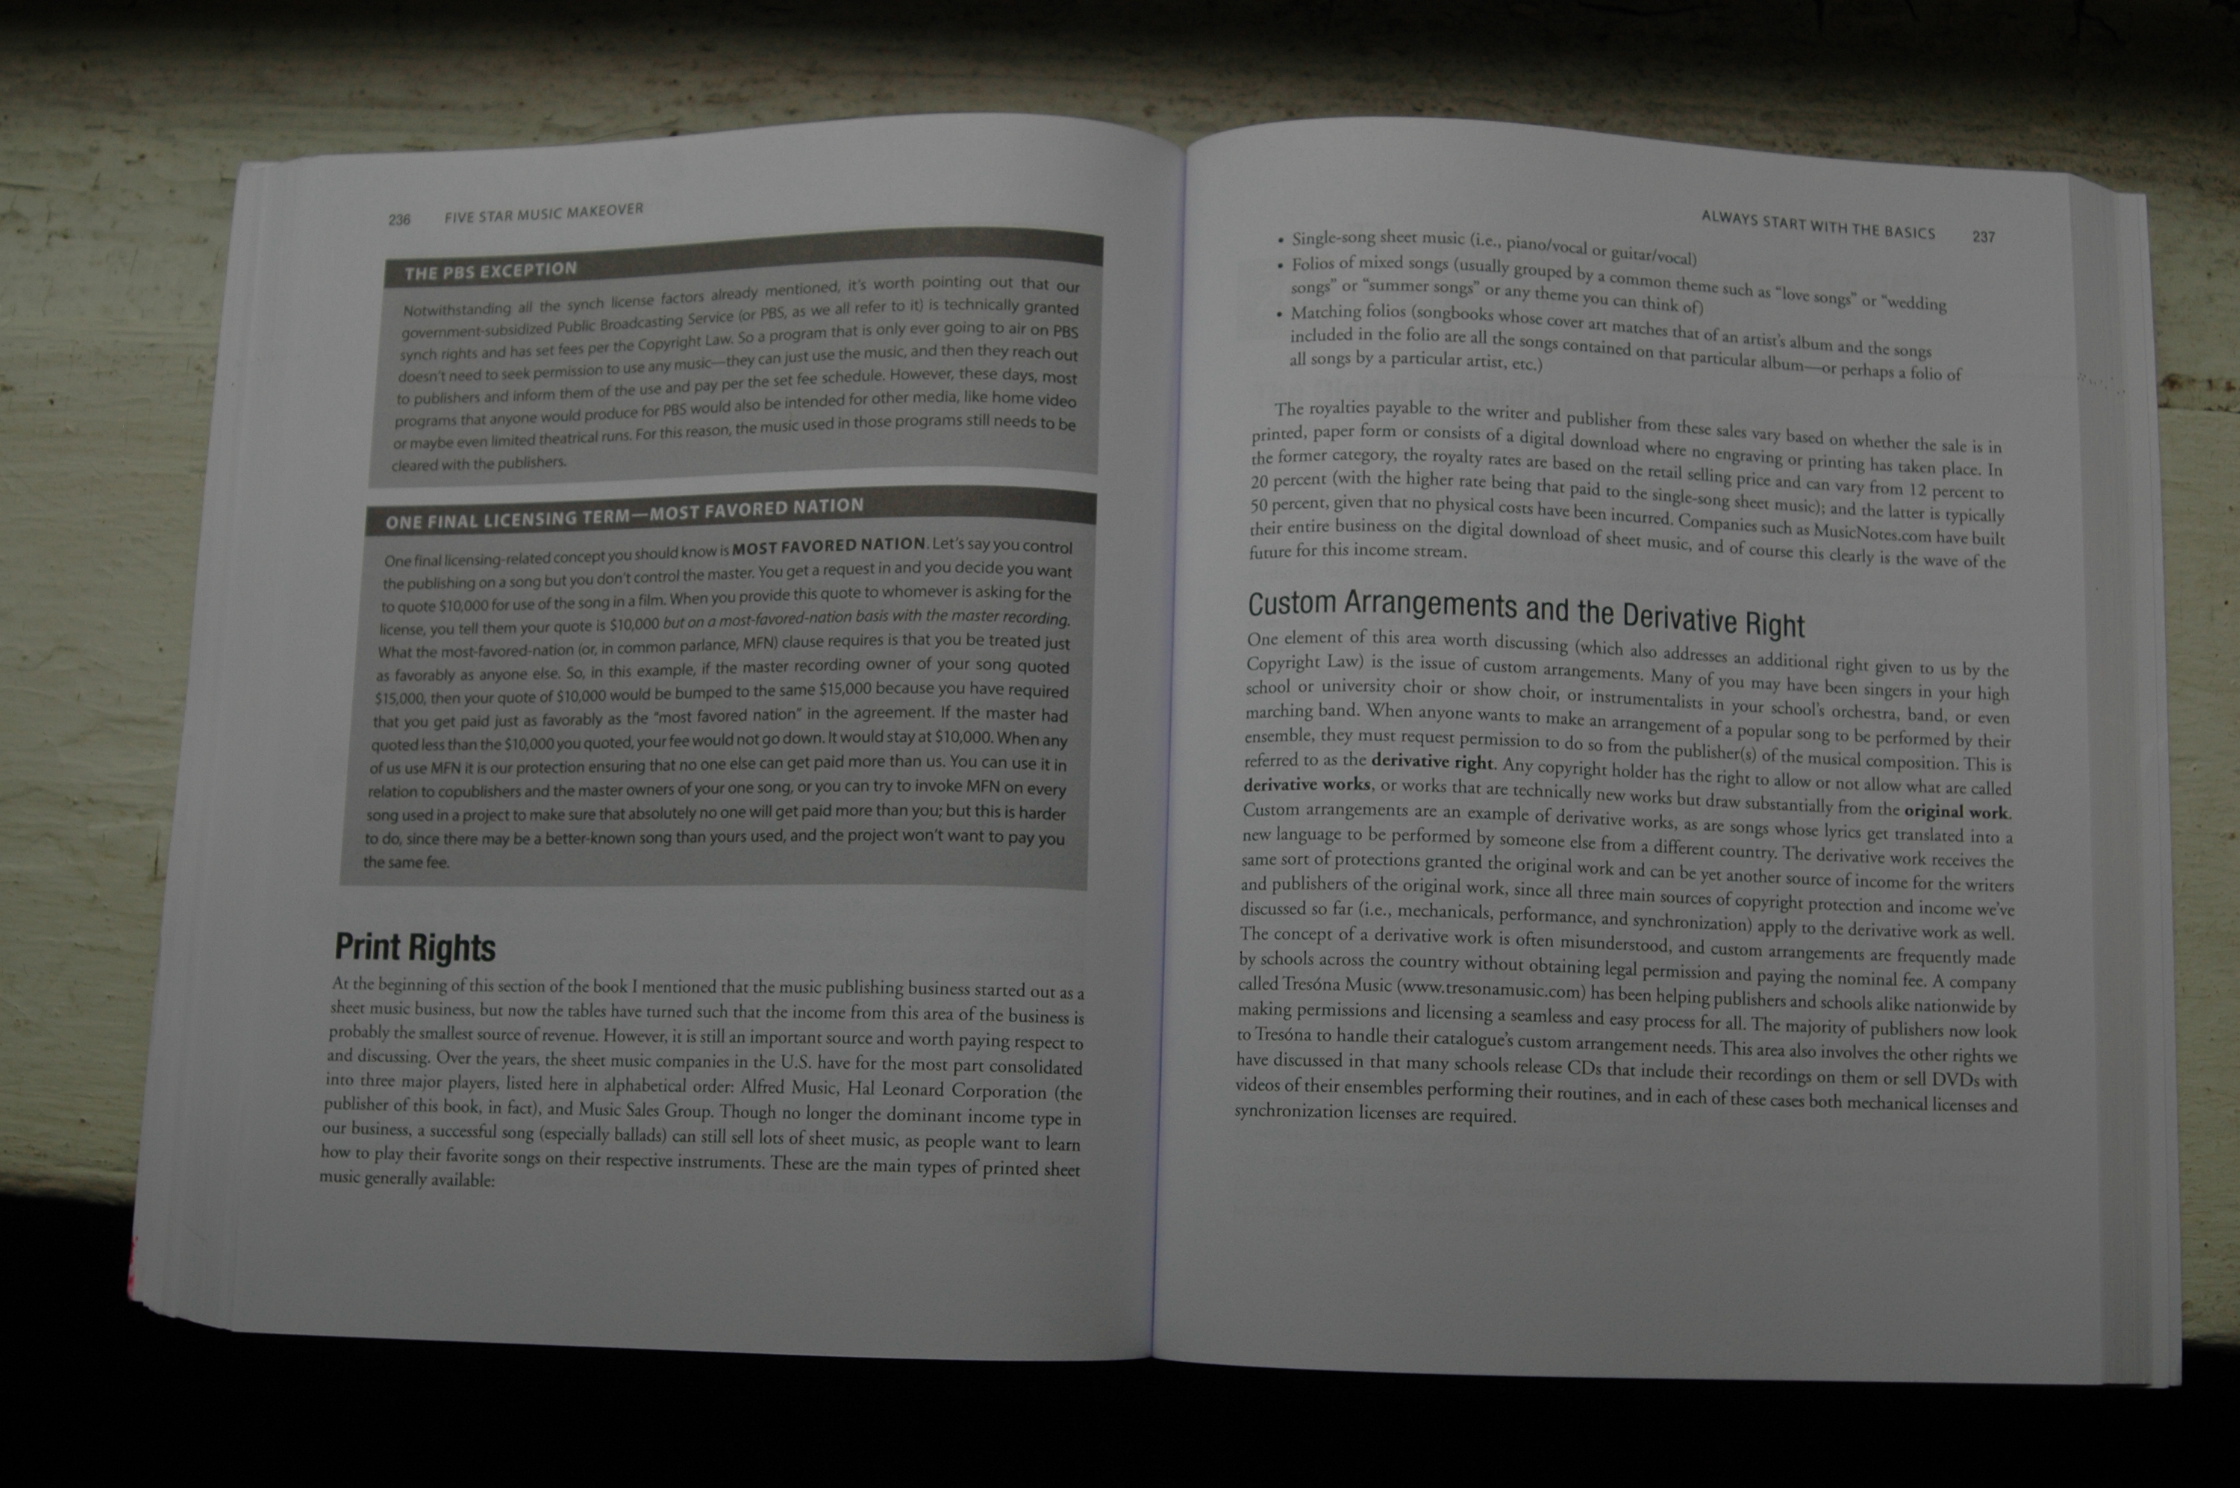 236 FIVE STAR MUSIC MAKEOVER
THE PBS EXCEPTION
Notwithstanding all the synch license factors already mentioned, it's worth pointing out that our
government-subsidized Public Broadcasting Service (or PBS, as we all refer to it) is technically granted
synch rights and has set fees per the Copyright Law. So a program that is only ever going to air on PBS
doesn't need to seek permission to use any music—they can just use the music, and then they reach out
to publishers and inform them of the use and pay per the set fee schedule. However, these days, most
programs that anyone would produce for PBS would also be intended for other media, like home video
or maybe even limited theatrical runs. For this reason, the music used in those programs still needs to be
cleared with the publishers.
ONE FINAL LICENSING TERM—MOST FAVORED NATION
One final licensing-related concept you should know is MOST FAVORED NATION. Let's say you control
the publishing on a song but you don't control the master. You get a request in and you decide you want
to quote $10,000 for use of the song in a film. When you provide this quote to whomever is asking for the
license, you tell them your quote is $10,000 but on a most-favored-nation basis with the master recording.
What the most-favored-nation (or, in common parlance, MFN) clause requires is that you be treated just
as favorably as anyone else. So, in this example, if the master recording owner of your song quoted
$15,000, then your quote of $10,000 would be bumped to the same $15,000 because you have required
that you get paid just as favorably as the "most favored nation" in the agreement. If the master had
quoted less than the $10,000 you quoted, your fee would not go down. It would stay at $10,000. When any
of us use MFN it is our protection ensuring that no one else can get paid more than us. You can use it in
relation to copublishers and the master owners of your one song, or you can try to invoke MFN on every
song used in a project to make sure that absolutely no one will get paid more than you; but this is harder
to do, since there may be a better-known song than yours used, and the project won't want to pay you
the same fee.
Print Rights
At the beginning of this section of the book I mentioned that the music publishing business started out as a
sheet music business, but now the tables have turned such that the income from this area of the business is
probably the smallest source of revenue. However, it is still an important source and worth paying respect to
and discussing. Over the years, the sheet music companies in the U.S. have for the most part consolidated
into three major players, listed here in alphabetical order: Alfred Music, Hal Leonard Corporation (the
publisher of this book, in fact), and Music Sales Group. Though no longer the dominant income type in
our business, a successful song (especially ballads) can still sell lots of sheet music, as people want to learn
how to play their favorite songs on their respective instruments. These are the main types of printed sheet
music generally available:
ALWAYS START WITH THE BASICS 237
• Single-song sheet music (i.e., piano/vocal or guitar/vocal)
• Folios of mixed songs (usually grouped by a common theme such as "love songs" or "wedding
songs" or "summer songs" or any theme you can think of)
• Matching folios (songbooks whose cover art matches that of an artist's album and the songs
included in the folio are all the songs contained on that particular album—or perhaps a folio of
all songs by a particular artist, etc.)
The royalties payable to the writer and publisher from these sales vary based on whether the sale is in
printed, paper form or consists of a digital download where no engraving or printing has taken place. In
the former category, the royalty rates are based on the retail selling price and can vary from 12 percent to
20 percent (with the higher rate being that paid to the single-song sheet music); and the latter is typically
50 percent, given that no physical costs have been incurred. Companies such as MusicNotes.com have built
their entire business on the digital download of sheet music, and of course this clearly is the wave of the
future for this income stream.
Custom Arrangements and the Derivative Right
One element of this area worth discussing (which also addresses an additional right given to us by the
Copyright Law) is the issue of custom arrangements. Many of you may have been singers in your high
school or university choir or show choir, or instrumentalists in your school's orchestra, band, or even
marching band. When anyone wants to make an arrangement of a popular song to be performed by their
ensemble, they must request permission to do so from the publisher(s) of the musical composition. This is
referred to as the derivative right. Any copyright holder has the right to allow or not allow what are called
derivative works, or works that are technically new works but draw substantially from the original work.
Custom arrangements are an example of derivative works, as are songs whose lyrics get translated into a
new language to be performed by someone else from a different country. The derivative work receives the
same sort of protections granted the original work and can be yet another source of income for the writers
and publishers of the original work, since all three main sources of copyright protection and income we've
discussed so far (i.e., mechanicals, performance, and synchronization) apply to the derivative work as well.
The concept of a derivative work is often misunderstood, and custom arrangements are frequently made
by schools across the country without obtaining legal permission and paying the nominal fee. A company
called Tresóna Music (www.tresonamusic.com) has been helping publishers and schools alike nationwide by
making permissions and licensing a seamless and easy process for all. The majority of publishers now look
to Tresóna to handle their catalogue's custom arrangement needs. This area also involves the other rights we
have discussed in that many schools release CDs that include their recordings on them or sell DVDs with
videos of their ensembles performing their routines, and in each of these cases both mechanical licenses and
synchronization licenses are required.